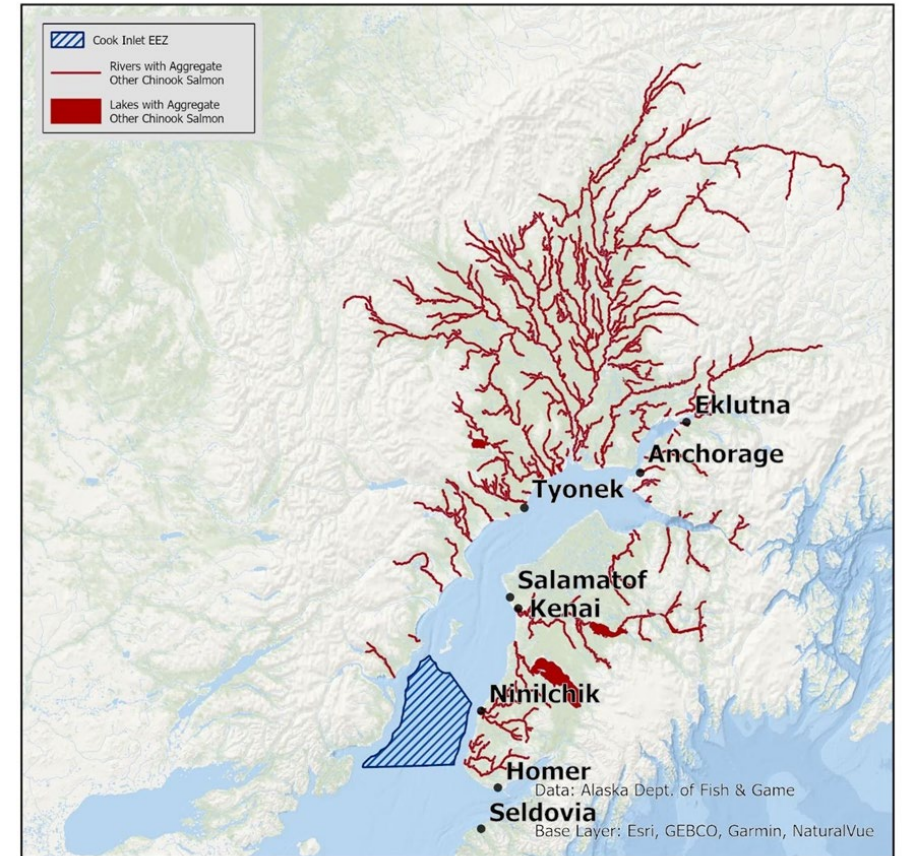 Cook Inlet EEZ
Rivers with Aggregate
Other Chinook Salmon
Lakes with Aggregate
Other Chinook Salmon
Eklutna
Anchorage
Tyonek
Salamatof
Kenai
Ninilchik
Homer
Data: Alaska Dept. of Fish & Game
Seldovia
Base Layer: Esri, GEBCO, Garmin, NaturalVue